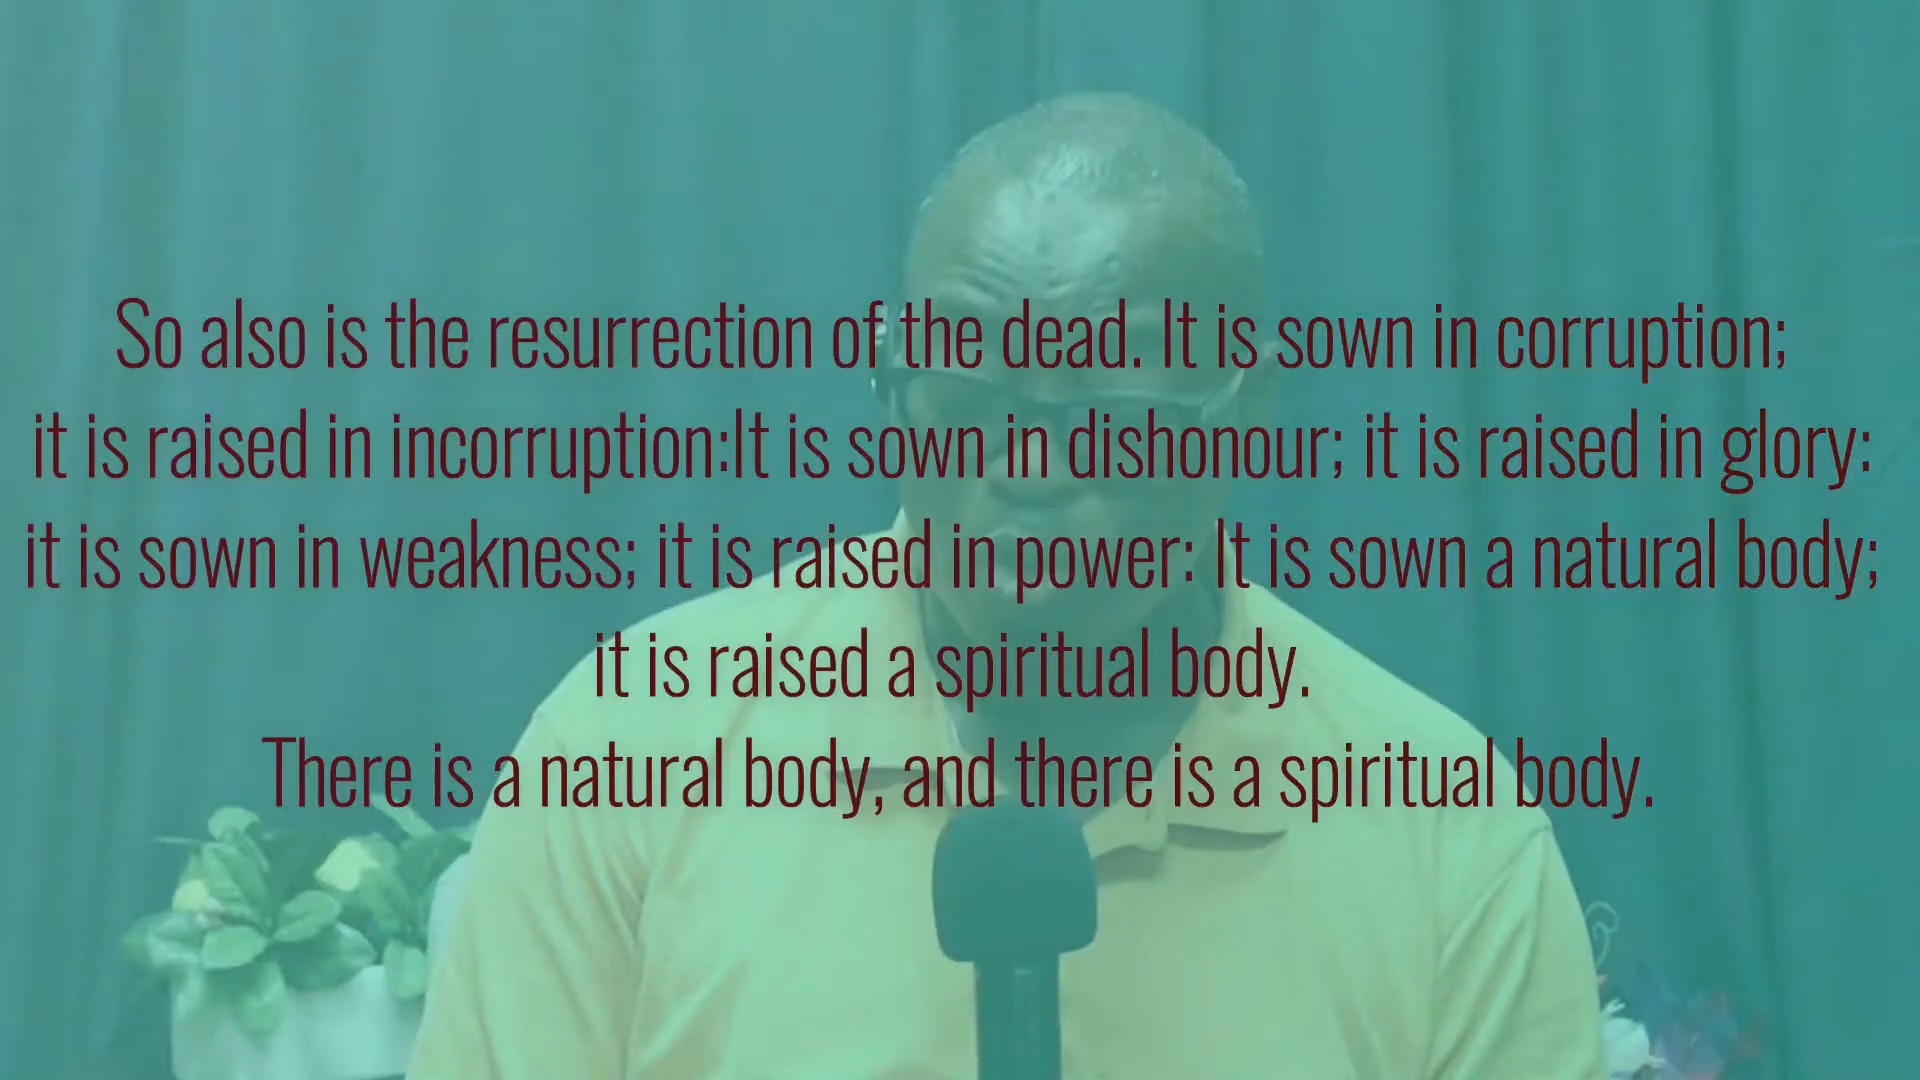 So also is the resurrection of the dead. It is sown in corruption;
it is raised in incorruption:It is sown in dishonour; it is raised in glory:
it is sown in weakness; it is raised in power: It is sown a natural body;
it is raised a spiritual body.
There is a natural body, and there is a spiritual body.